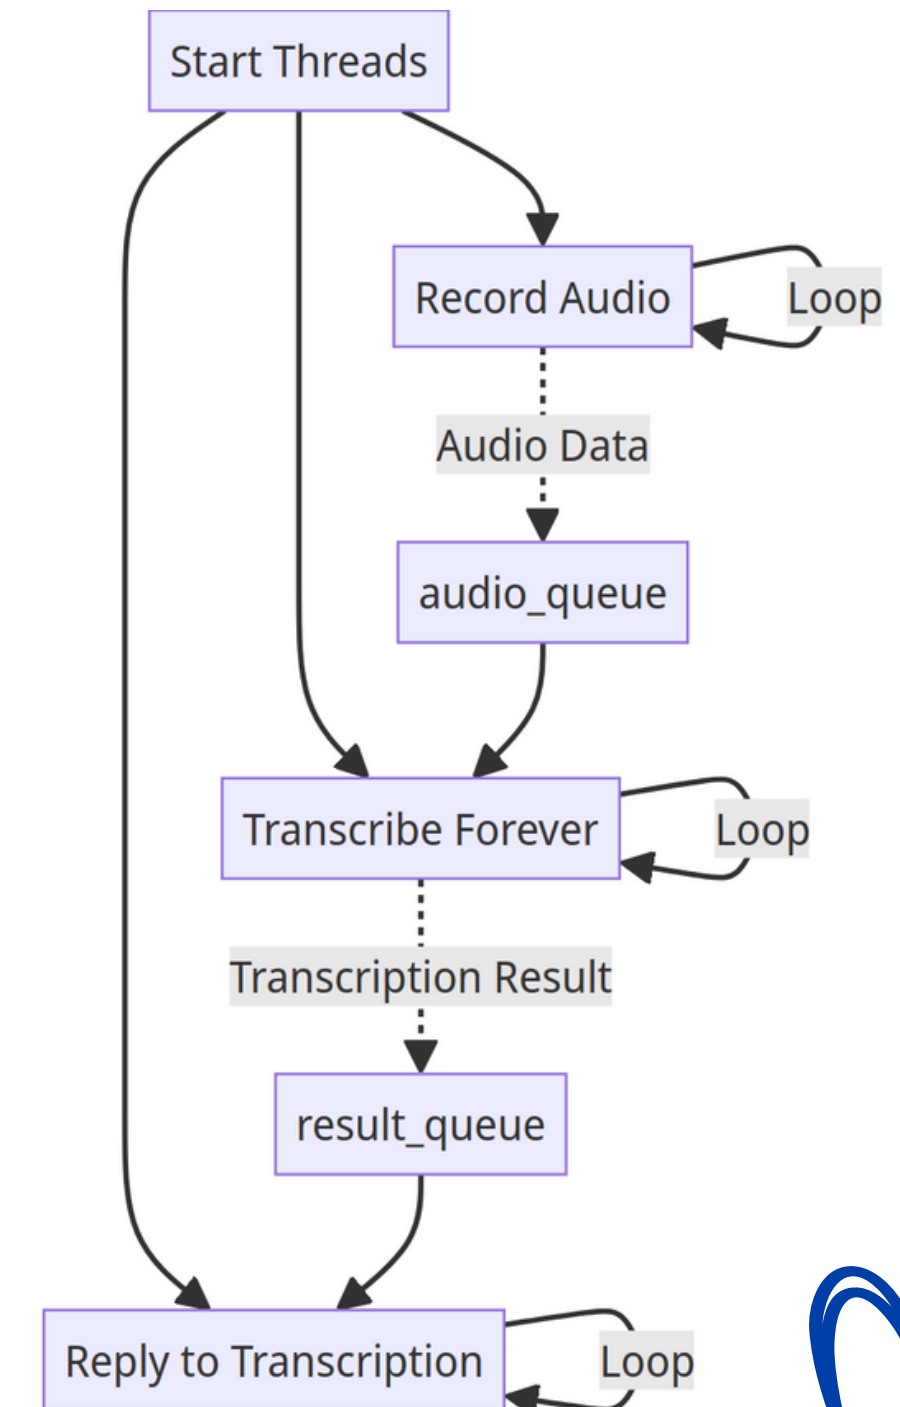 Start Threads
Record Audio
Loop
Audio Data
audio_queue
Transcribe Forever
Loop
Transcription Result
result_queue
Reply to Transcription
Loop